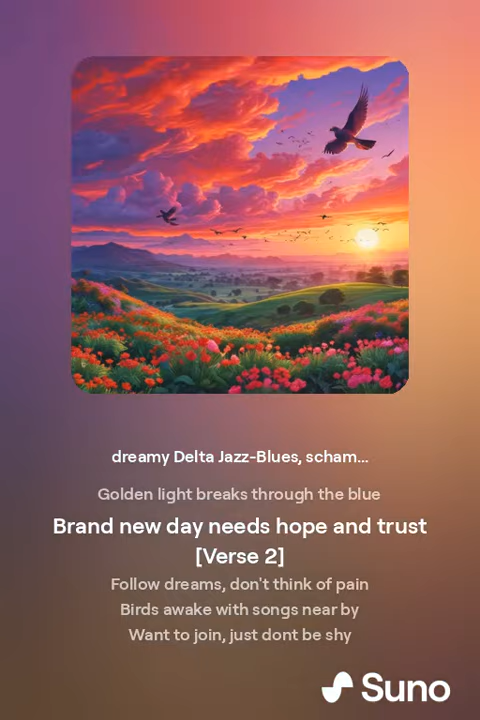 dreamy Delta Jazz-Blues, scham...
Golden light breaks through the blue
Brand new day needs hope and trust
[Verse 2]
Follow dreams, don't think of pain
Birds awake with songs near by
Want to join, just dont be shy
Suno